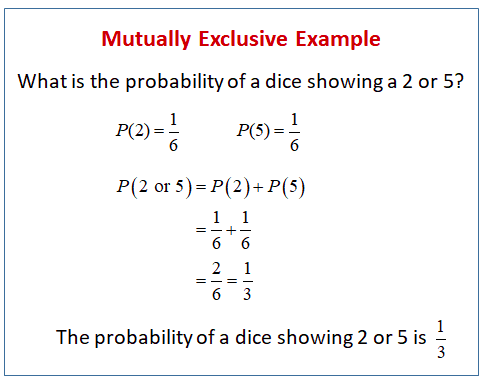 Mutually Exclusive Example
What is the probability of a dice showing a 2 or 5?
P(2) = 1/6 P(5) = 1/6
P(2 or 5) = P(2) + P(5)
= 1/6 + 1/6
= 2/6 = 1/3
The probability of a dice showing 2 or 5 is 1/3